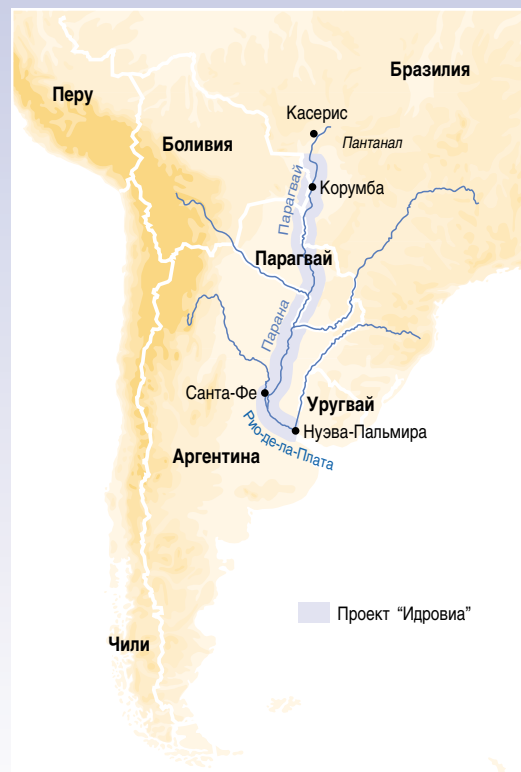 Бразилия
Перу
Касерис
Боливия
Пантанал
Корумба
Парагвай
Парагвай
Парана
Санта-Фе
Уругвай
Нуэва-Пальмира
Рио-де-ла-Плата
Аргентина
Проект “Идровиа”
Чили